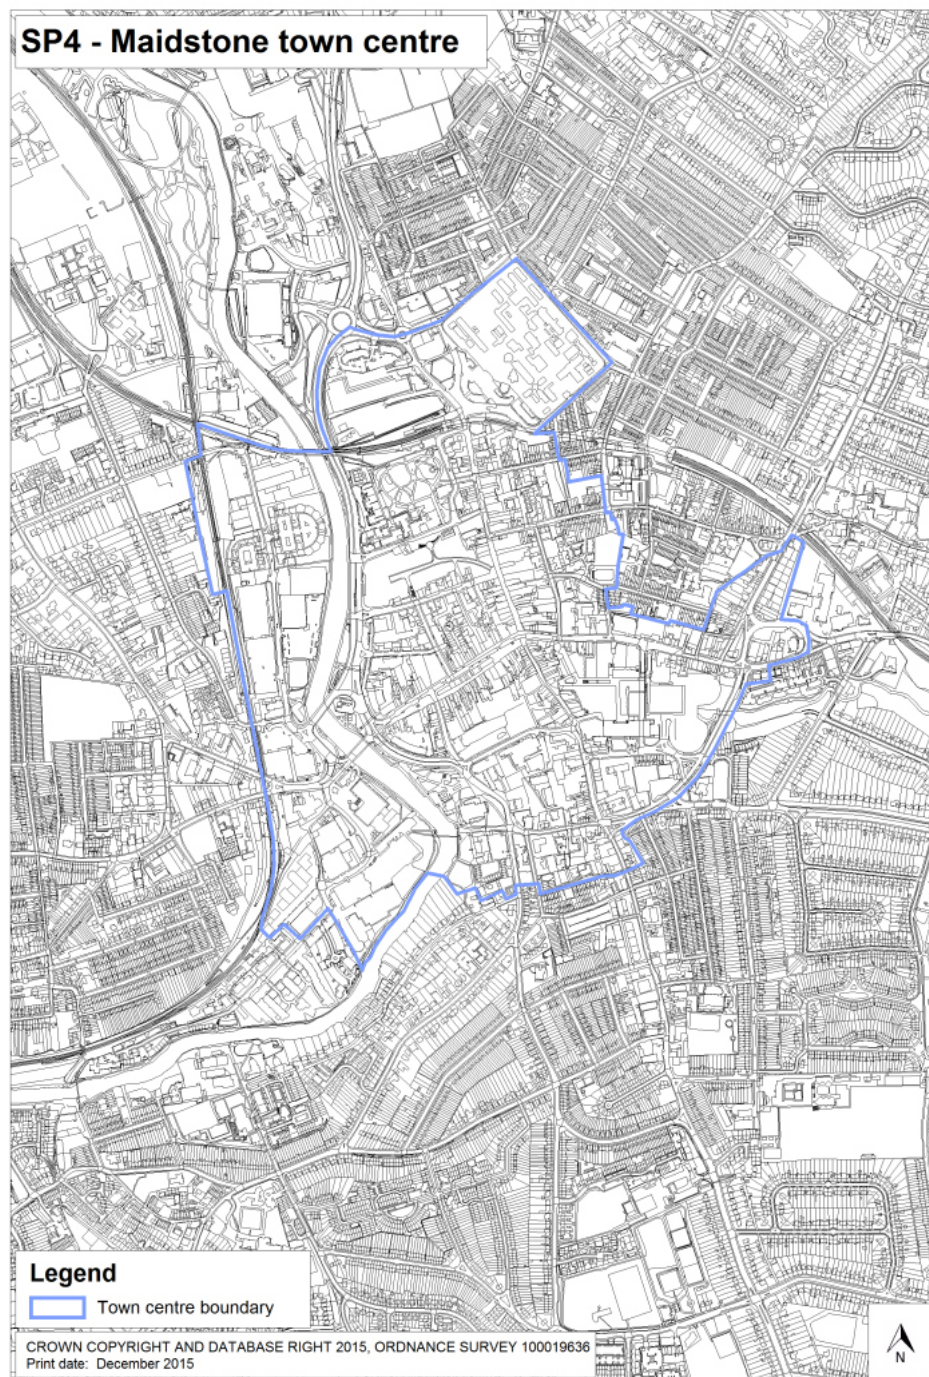 SP4 - Maidstone town centre
Legend
Town centre boundary
CROWN COPYRIGHT AND DATABASE RIGHT 2015, ORDNANCE SURVEY 100019636
Print date: December 2015
N